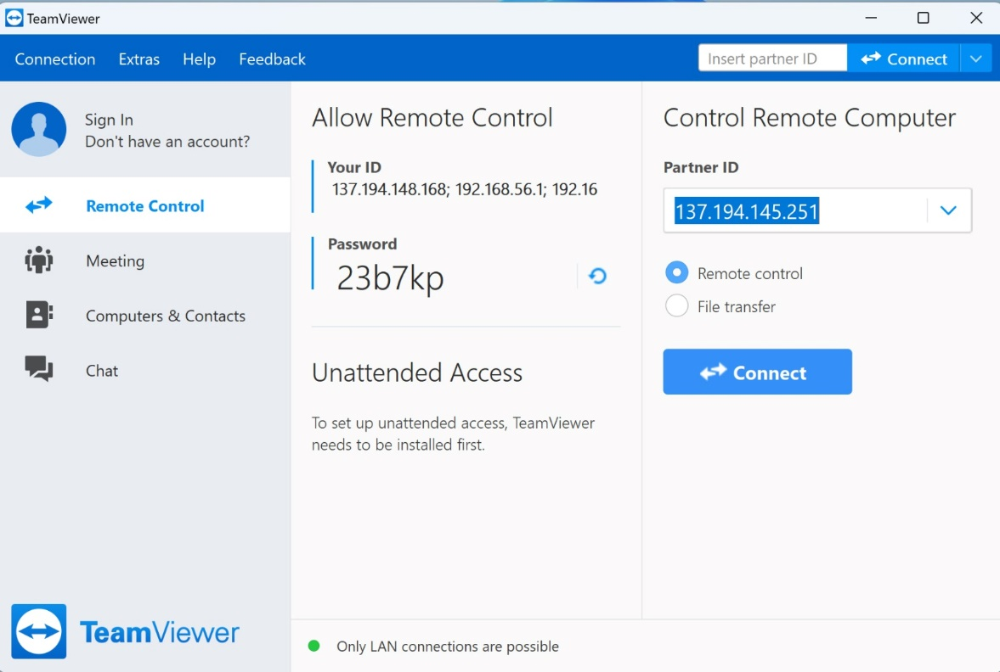 TeamViewer
Connection Extras Help Feedback Insert partner ID Connect
Sign In
Don't have an account?
Remote Control
Meeting
Computers & Contacts
Chat
TeamViewer
Allow Remote Control
Your ID
137.194.148.168; 192.168.56.1; 192.16
Password
23b7kp
Unattended Access
To set up unattended access, TeamViewer
needs to be installed first.
Control Remote Computer
Partner ID
137.194.145.251
Remote control
File transfer
Connect
Only LAN connections are possible